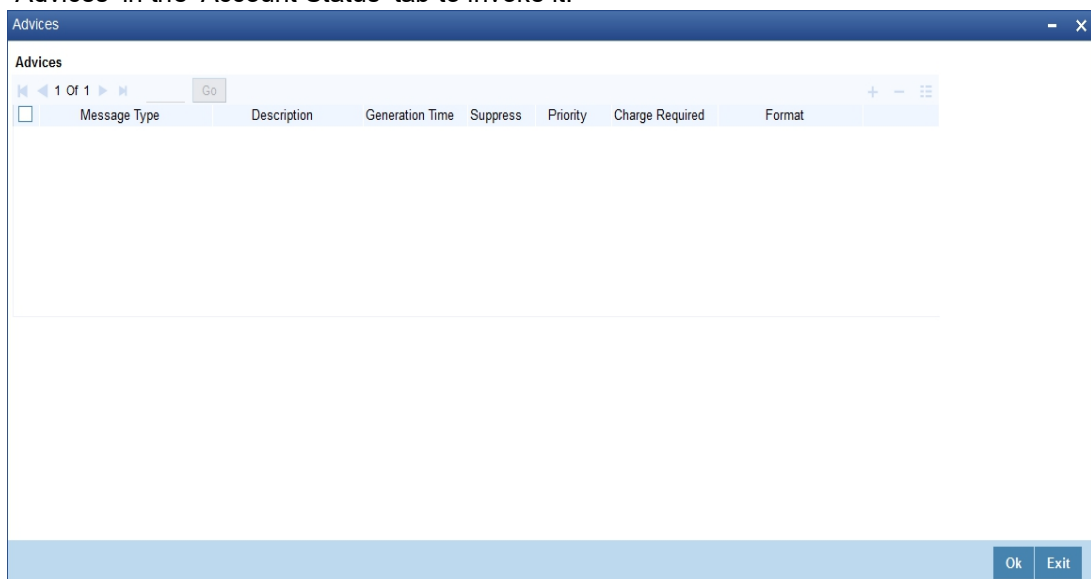 'Advices' in the 'Account Status' tab to invoke it.
Advices
Advices
1 Of 1 Go
Message Type Description Generation Time Suppress Priority Charge Required Format
Ok Exit